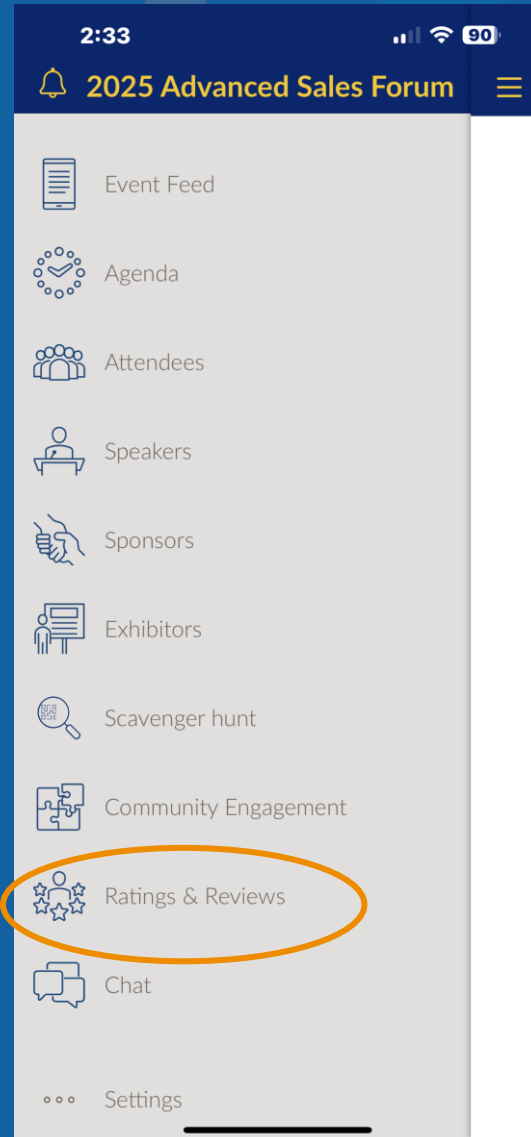 2:33
90
2025 Advanced Sales Forum
Event Feed
Agenda
Attendees
Speakers
Sponsors
Exhibitors
Scavenger hunt
Community Engagement
Ratings & Reviews
Chat
Settings